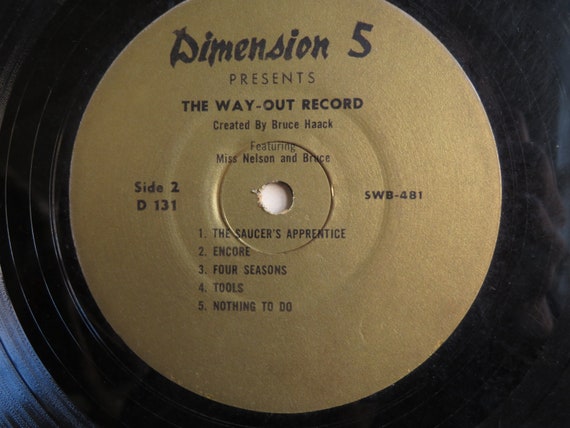 Dimension 5
PRESENTS
THE WAY-OUT RECORD
Created By Bruce Haack
Featuring
Miss Nelson and Bruce
Side 2
D 131
SWB-481
1. THE SAUCER'S APPRENTICE
2. ENCORE
3. FOUR SEASONS
4. TOOLS
5. NOTHING TO DO